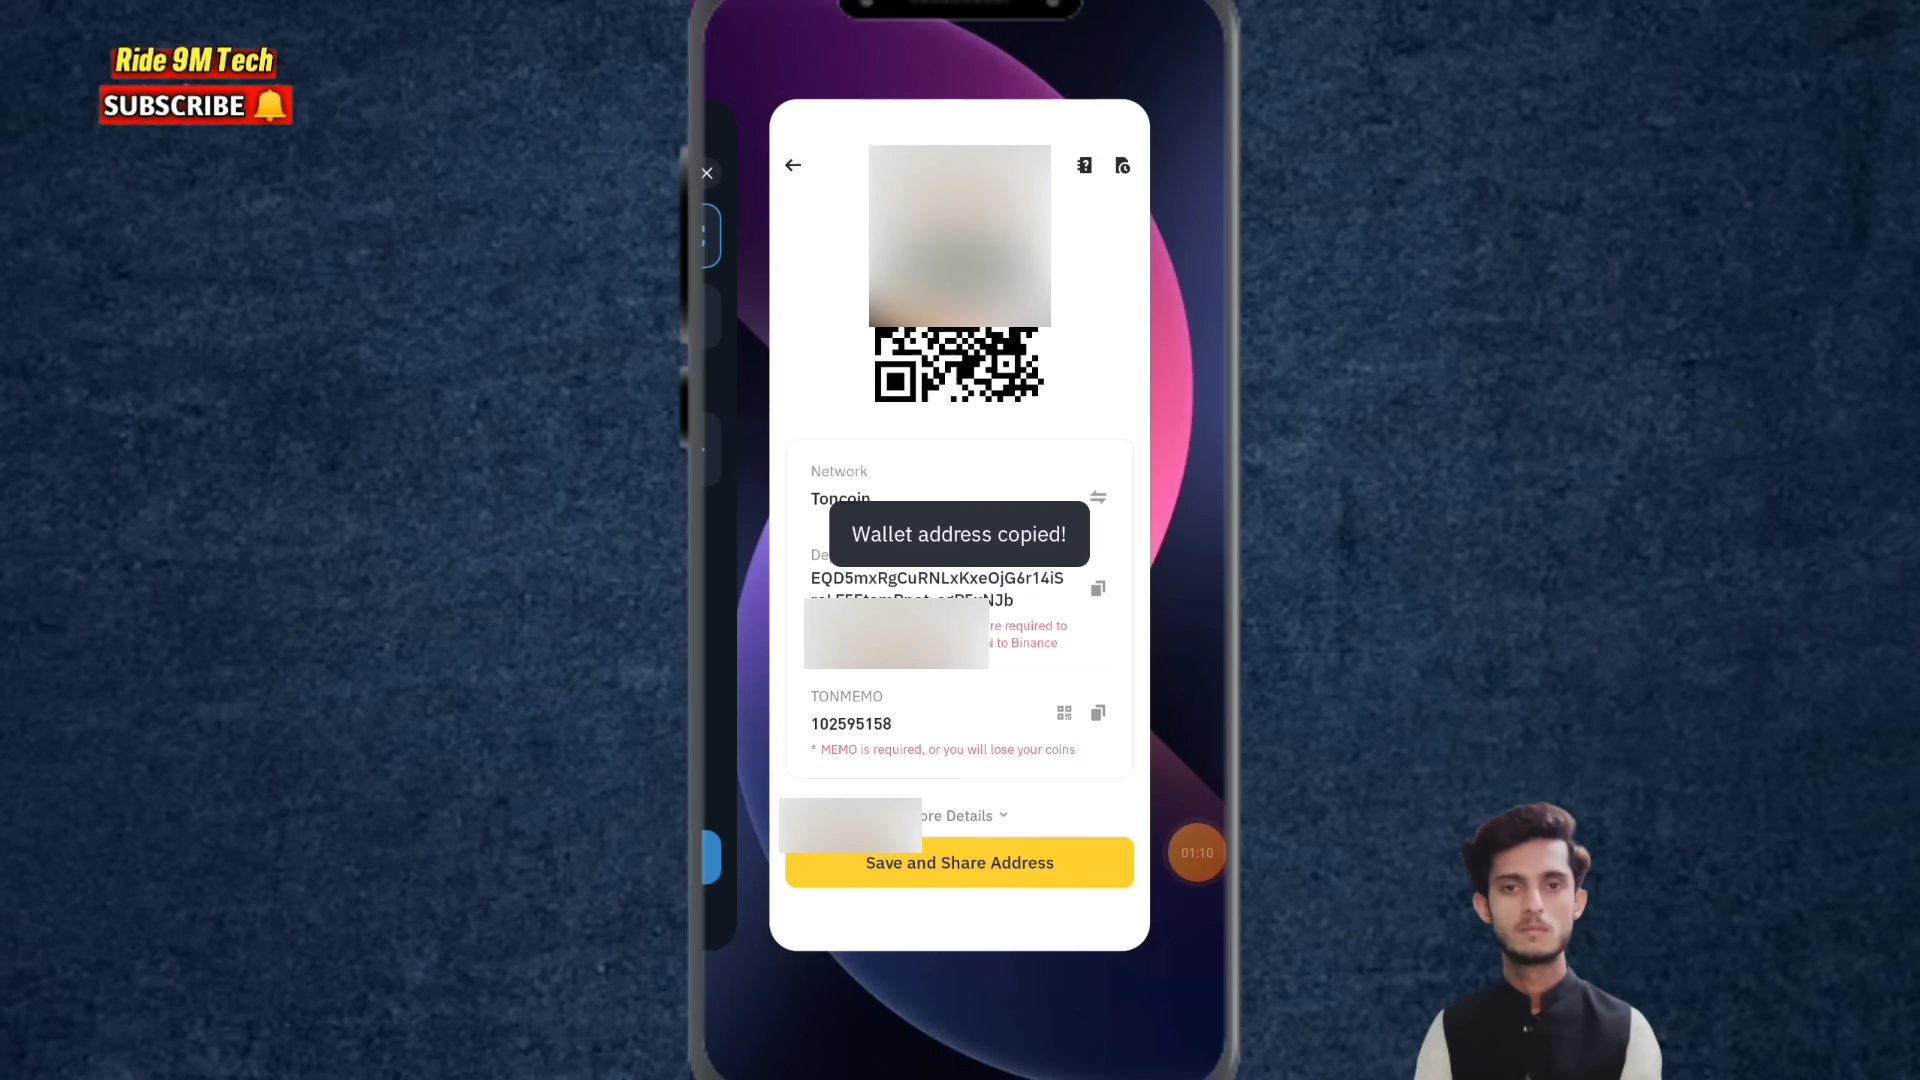 Ride 9M Tech
SUBSCRIBE
Network
Toncoin
Wallet address copied!
De
EQD5mxRgCuRNLxKxeOjG6r14iS
NJb
re required to
N to Binance
TONMEMO
102595158
* MEMO is required, or you will lose your coins
ore Details
Save and Share Address
01:10